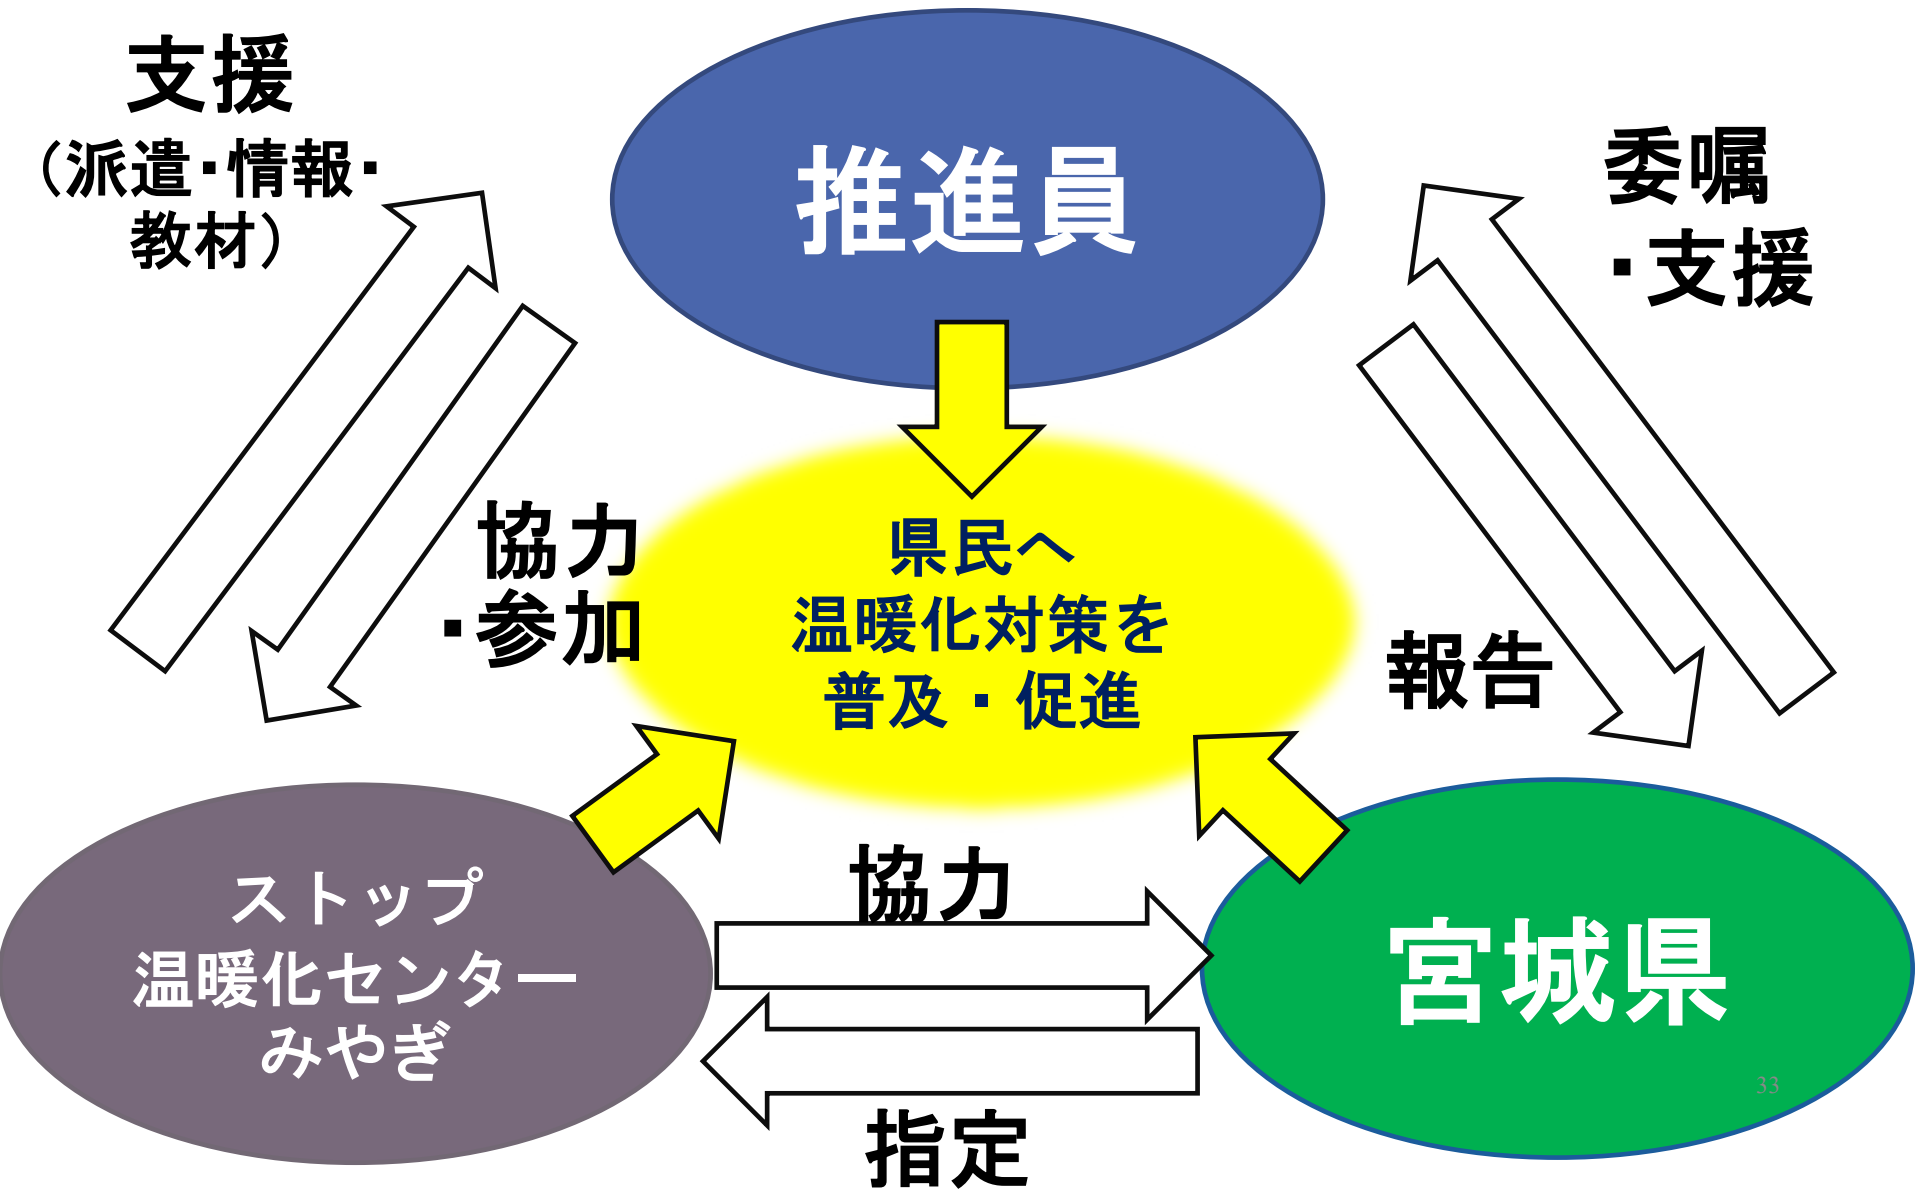 支援
（派遣・情報・
教材）
推進員
委嘱
・支援
協力
・参加
県民へ
温暖化対策を
普及・促進
報告
ストップ
温暖化センター
みやぎ
協力
指定
宮城県
33